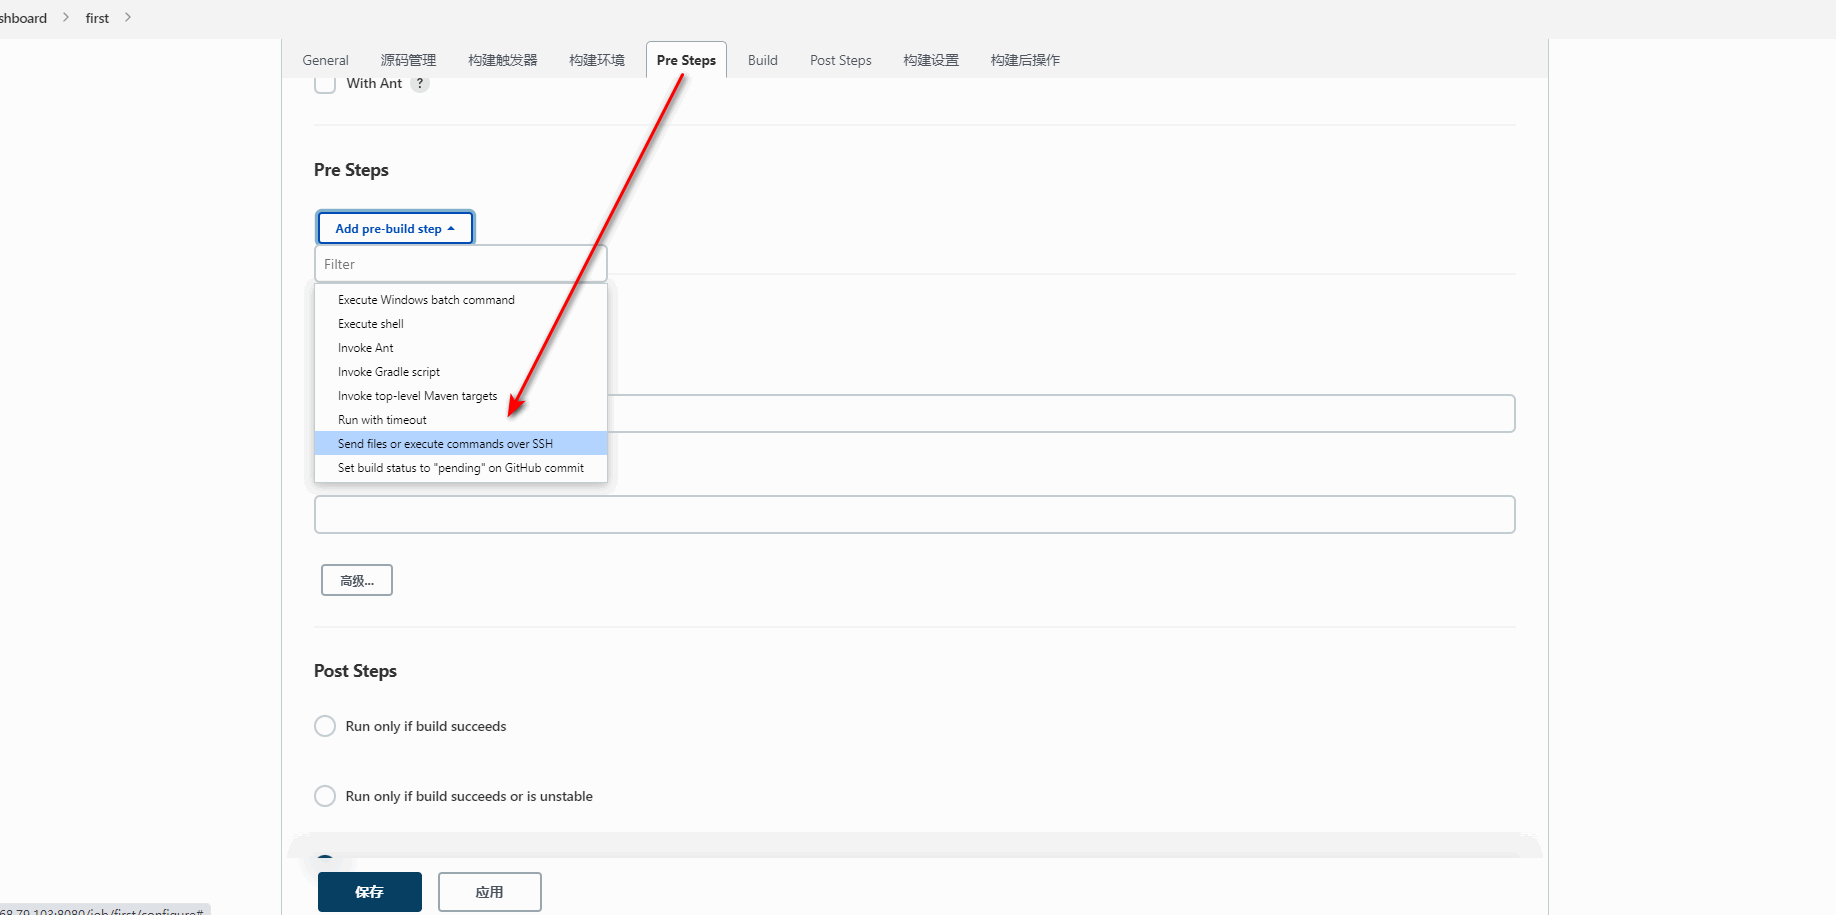 shboard > first >
General 源码管理 构建触发器 构建环境 Pre Steps Build Post Steps 构建设置 构建后操作
With Ant ?
Pre Steps
Add pre-build step
Filter
Execute Windows batch command
Execute shell
Invoke Ant
Invoke Gradle script
Invoke top-level Maven targets
Run with timeout
Send files or execute commands over SSH
Set build status to "pending" on GitHub commit
高级...
Post Steps
Run only if build succeeds
Run only if build succeeds or is unstable
保存 应用
68.79.103:8080/job/first/configure#